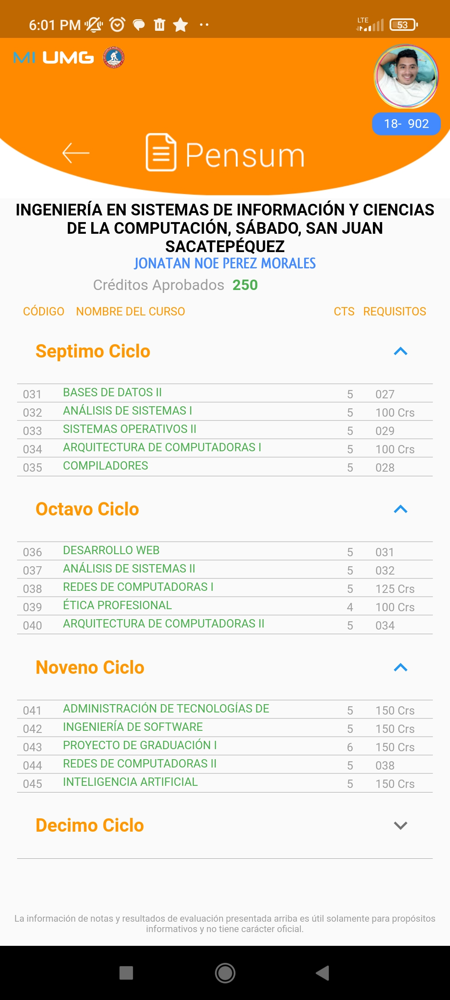 6:01 PM
LTE
53
MI UMG
18- 902
Pensum
INGENIERÍA EN SISTEMAS DE INFORMACIÓN Y CIENCIAS
DE LA COMPUTACIÓN, SÁBADO, SAN JUAN
SACATEPÉQUEZ
JONATAN NOE PEREZ MORALES
Créditos Aprobados 250
CÓDIGO NOMBRE DEL CURSO CTS REQUISITOS
Septimo Ciclo
031 BASES DE DATOS II 5 027
032 ANÁLISIS DE SISTEMAS I 5 100 Crs
033 SISTEMAS OPERATIVOS II 5 029
034 ARQUITECTURA DE COMPUTADORAS I 5 100 Crs
035 COMPILADORES 5 028
Octavo Ciclo
036 DESARROLLO WEB 5 031
037 ANÁLISIS DE SISTEMAS II 5 032
038 REDES DE COMPUTADORAS I 5 125 Crs
039 ÉTICA PROFESIONAL 4 100 Crs
040 ARQUITECTURA DE COMPUTADORAS II 5 034
Noveno Ciclo
041 ADMINISTRACIÓN DE TECNOLOGÍAS DE 5 150 Crs
042 INGENIERÍA DE SOFTWARE 5 150 Crs
043 PROYECTO DE GRADUACIÓN I 6 150 Crs
044 REDES DE COMPUTADORAS II 5 038
045 INTELIGENCIA ARTIFICIAL 5 150 Crs
Decimo Ciclo
La información de notas y resultados de evaluación presentada arriba es útil solamente para propósitos
informativos y no tiene carácter oficial.